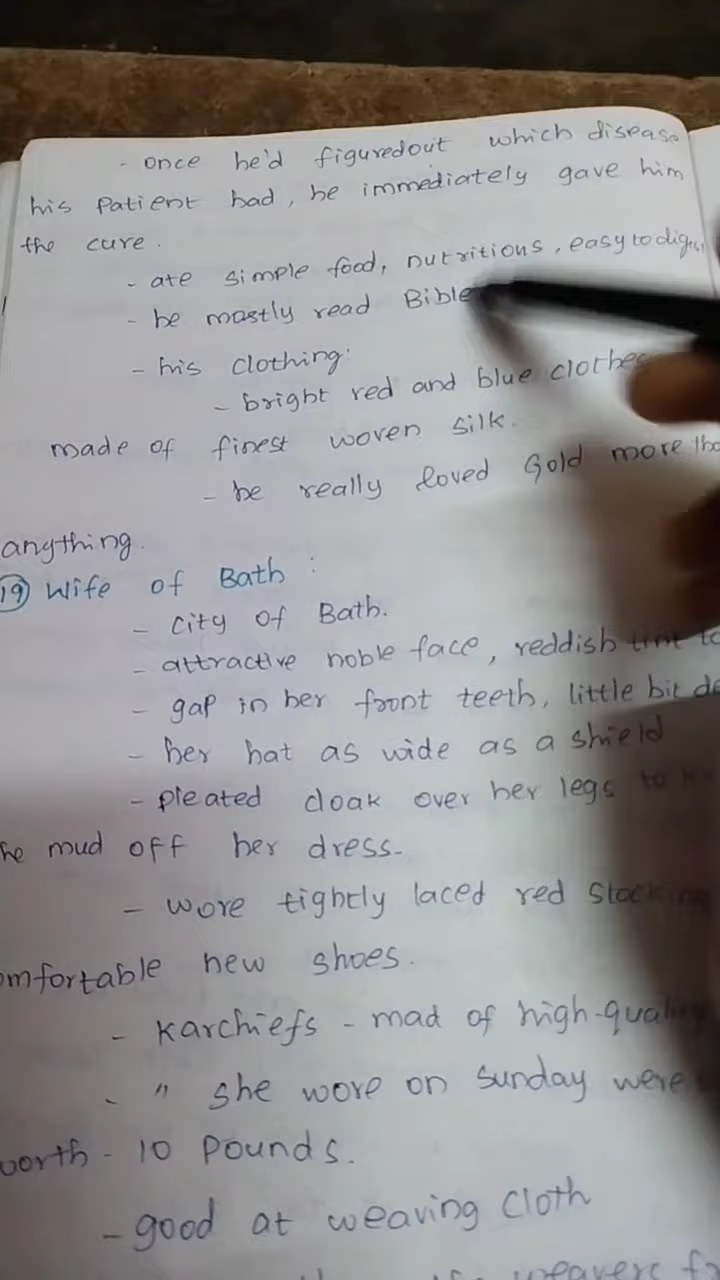 - once he'd figuredout which disease
his patient had, he immediately gave him
the cure.
- ate simple food, nutritions, easy to
- he mostly read Bible
- his clothing:
- bright red and blue clothes
made of finest woven silk.
- he really loved Gold more
anything.
19 Wife of Bath :
- City of Bath.
- attractive noble face, reddish tint
- gap in her front teeth, little bit
- her hat as wide as a shield
- pleated cloak over her legs to
mud off her dress-
- wore tightly laced red
new shoes.
- Karchiefs - mad of high-quality
- " she wore on Sunday were
- 10 Pounds.
- good at weaving cloth
weavers